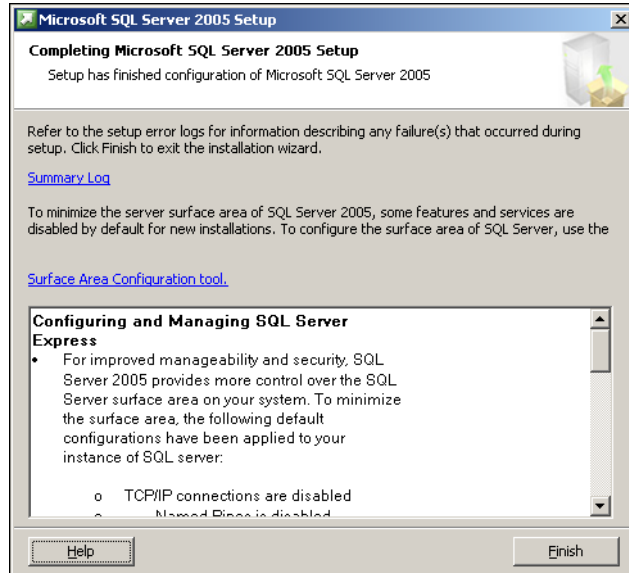 Microsoft SQL Server 2005 Setup
Completing Microsoft SQL Server 2005 Setup
Setup has finished configuration of Microsoft SQL Server 2005
Refer to the setup error logs for information describing any failure(s) that occurred during
setup. Click Finish to exit the installation wizard.
Summary Log
To minimize the server surface area of SQL Server 2005, some features and services are
disabled by default for new installations. To configure the surface area of SQL Server, use the
Surface Area Configuration tool.
Configuring and Managing SQL Server
Express
• For improved manageability and security, SQL
Server 2005 provides more control over the SQL
Server surface area on your system. To minimize
the surface area, the following default
configurations have been applied to your
instance of SQL server:
o TCP/IP connections are disabled
o Named Pipes is disabled
Help
Finish